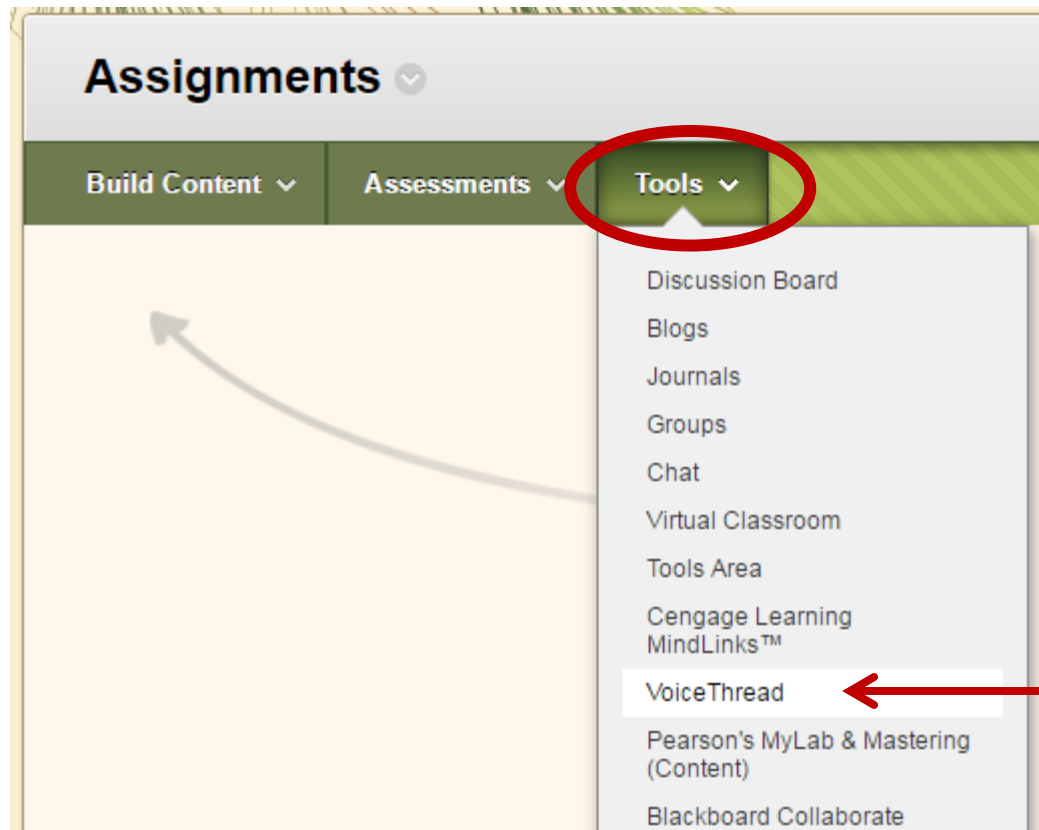 Assignments
Build Content Assessments Tools
Discussion Board
Blogs
Journals
Groups
Chat
Virtual Classroom
Tools Area
Cengage Learning
MindLinks™
VoiceThread
Pearson's MyLab & Mastering
(Content)
Blackboard Collaborate